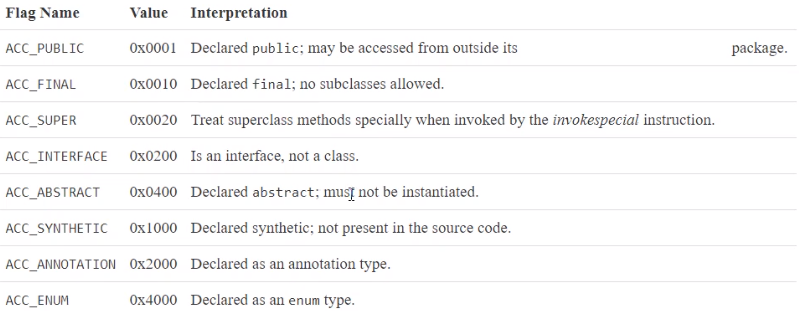 Flag Name Value Interpretation
ACC_PUBLIC 0x0001 Declared public; may be accessed from outside its package.
ACC_FINAL 0x0010 Declared final; no subclasses allowed.
ACC_SUPER 0x0020 Treat superclass methods specially when invoked by the invokespecial instruction.
ACC_INTERFACE 0x0200 Is an interface, not a class.
ACC_ABSTRACT 0x0400 Declared abstract; must not be instantiated.
ACC_SYNTHETIC 0x1000 Declared synthetic; not present in the source code.
ACC_ANNOTATION 0x2000 Declared as an annotation type.
ACC_ENUM 0x4000 Declared as an enum type.